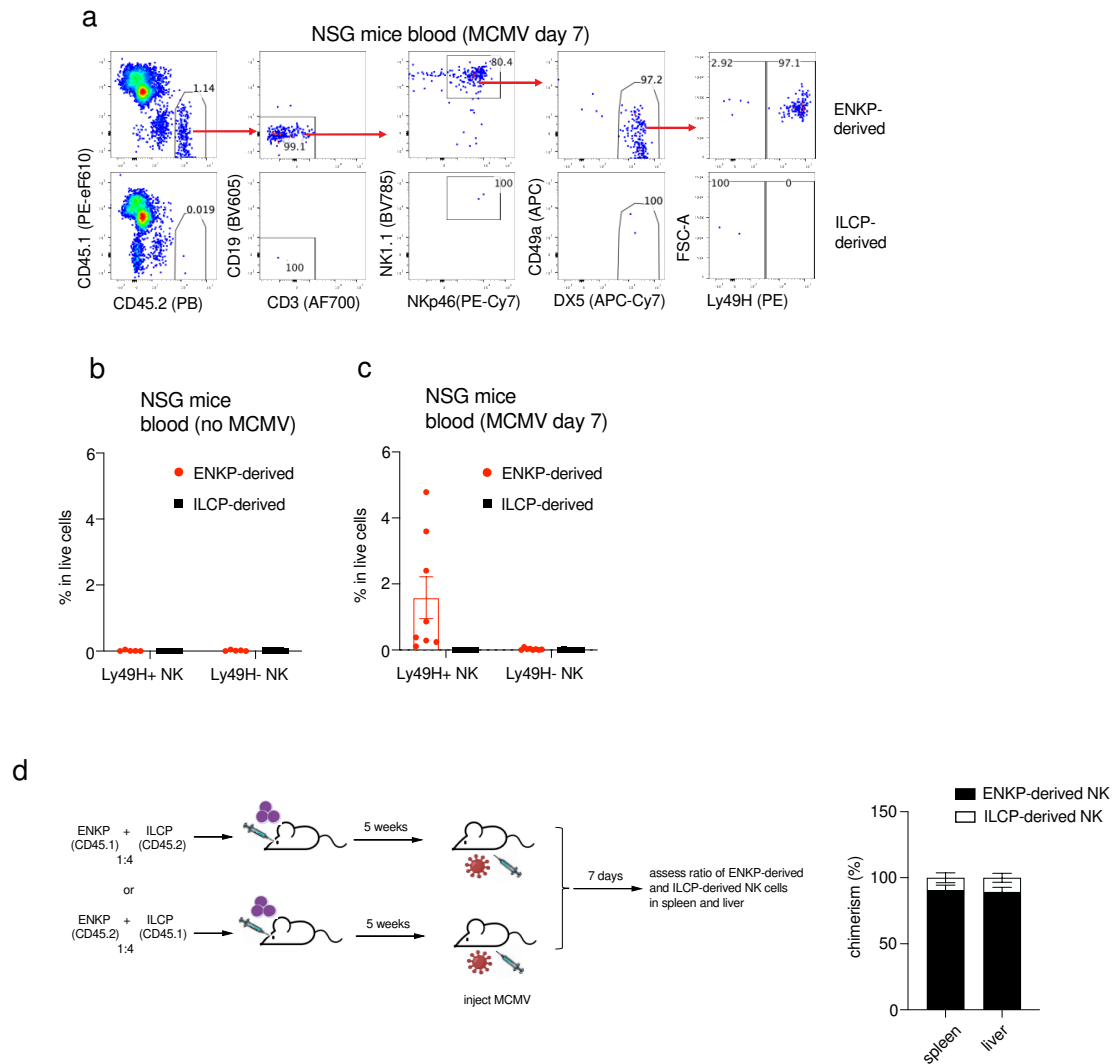 a
NSG mice blood (MCMV day 7)
1.14
99.1
80.4
97.2
2.92 97.1
ENKP-
derived
0.019
100
100
100
100 0
ILCP-
derived
CD45.1 (PE-eF610)
CD45.2 (PB)
CD19 (BV605)
CD3 (AF700)
NK1.1 (BV785)
NKp46(PE-Cy7)
CD49a (APC)
DX5 (APC-Cy7)
FSC-A
Ly49H (PE)
b
NSG mice
blood (no MCMV)
ENKP-derived
ILCP-derived
% in live cells
6
4
2
0
Ly49H+ NK Ly49H- NK
c
NSG mice
blood (MCMV day 7)
ENKP-derived
ILCP-derived
% in live cells
6
4
2
0
Ly49H+ NK Ly49H- NK
d
ENKP + ILCP
(CD45.1) (CD45.2)
1:4
or
ENKP + ILCP
(CD45.2) (CD45.1)
1:4
5 weeks
5 weeks
inject MCMV
7 days
assess ratio of ENKP-derived
and ILCP-derived NK cells
in spleen and liver
ENKP-derived NK
ILCP-derived NK
chimerism (%)
150
100
50
0
spleen
liver